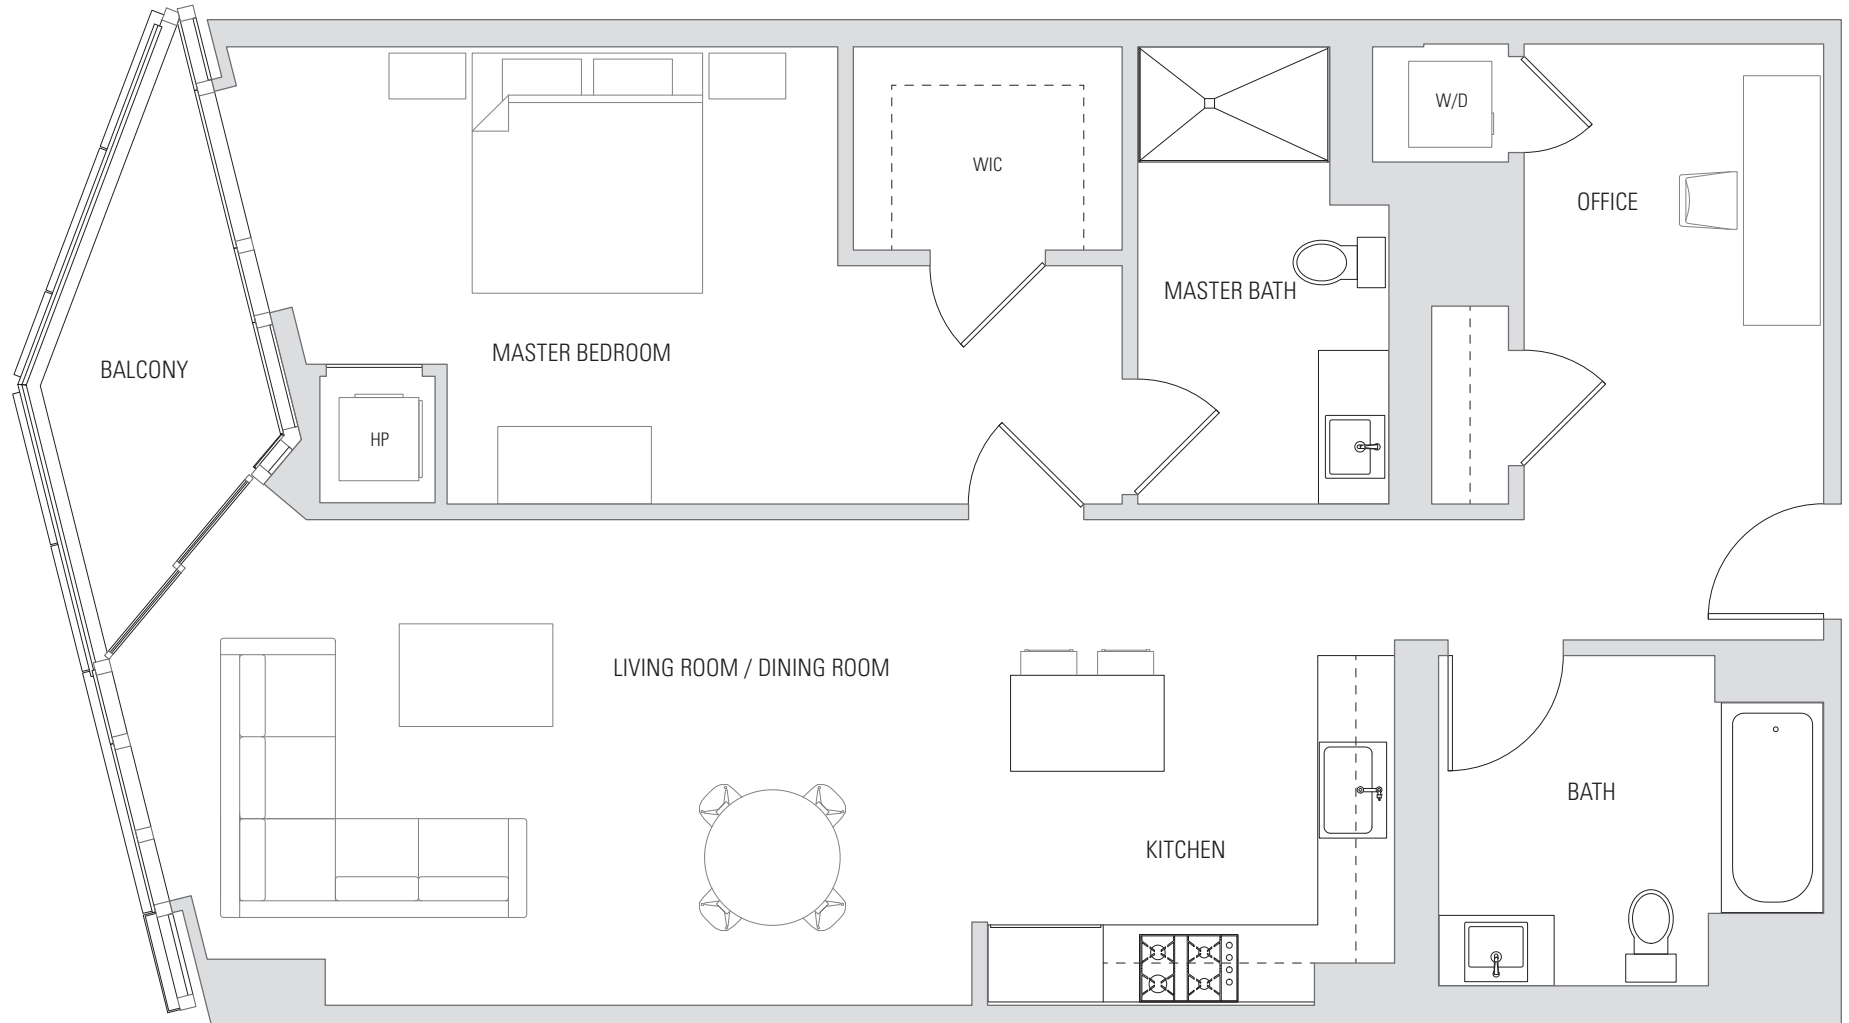 W/D
WIC
OFFICE
MASTER BATH
MASTER BEDROOM
BALCONY
HP
LIVING ROOM / DINING ROOM
BATH
KITCHEN